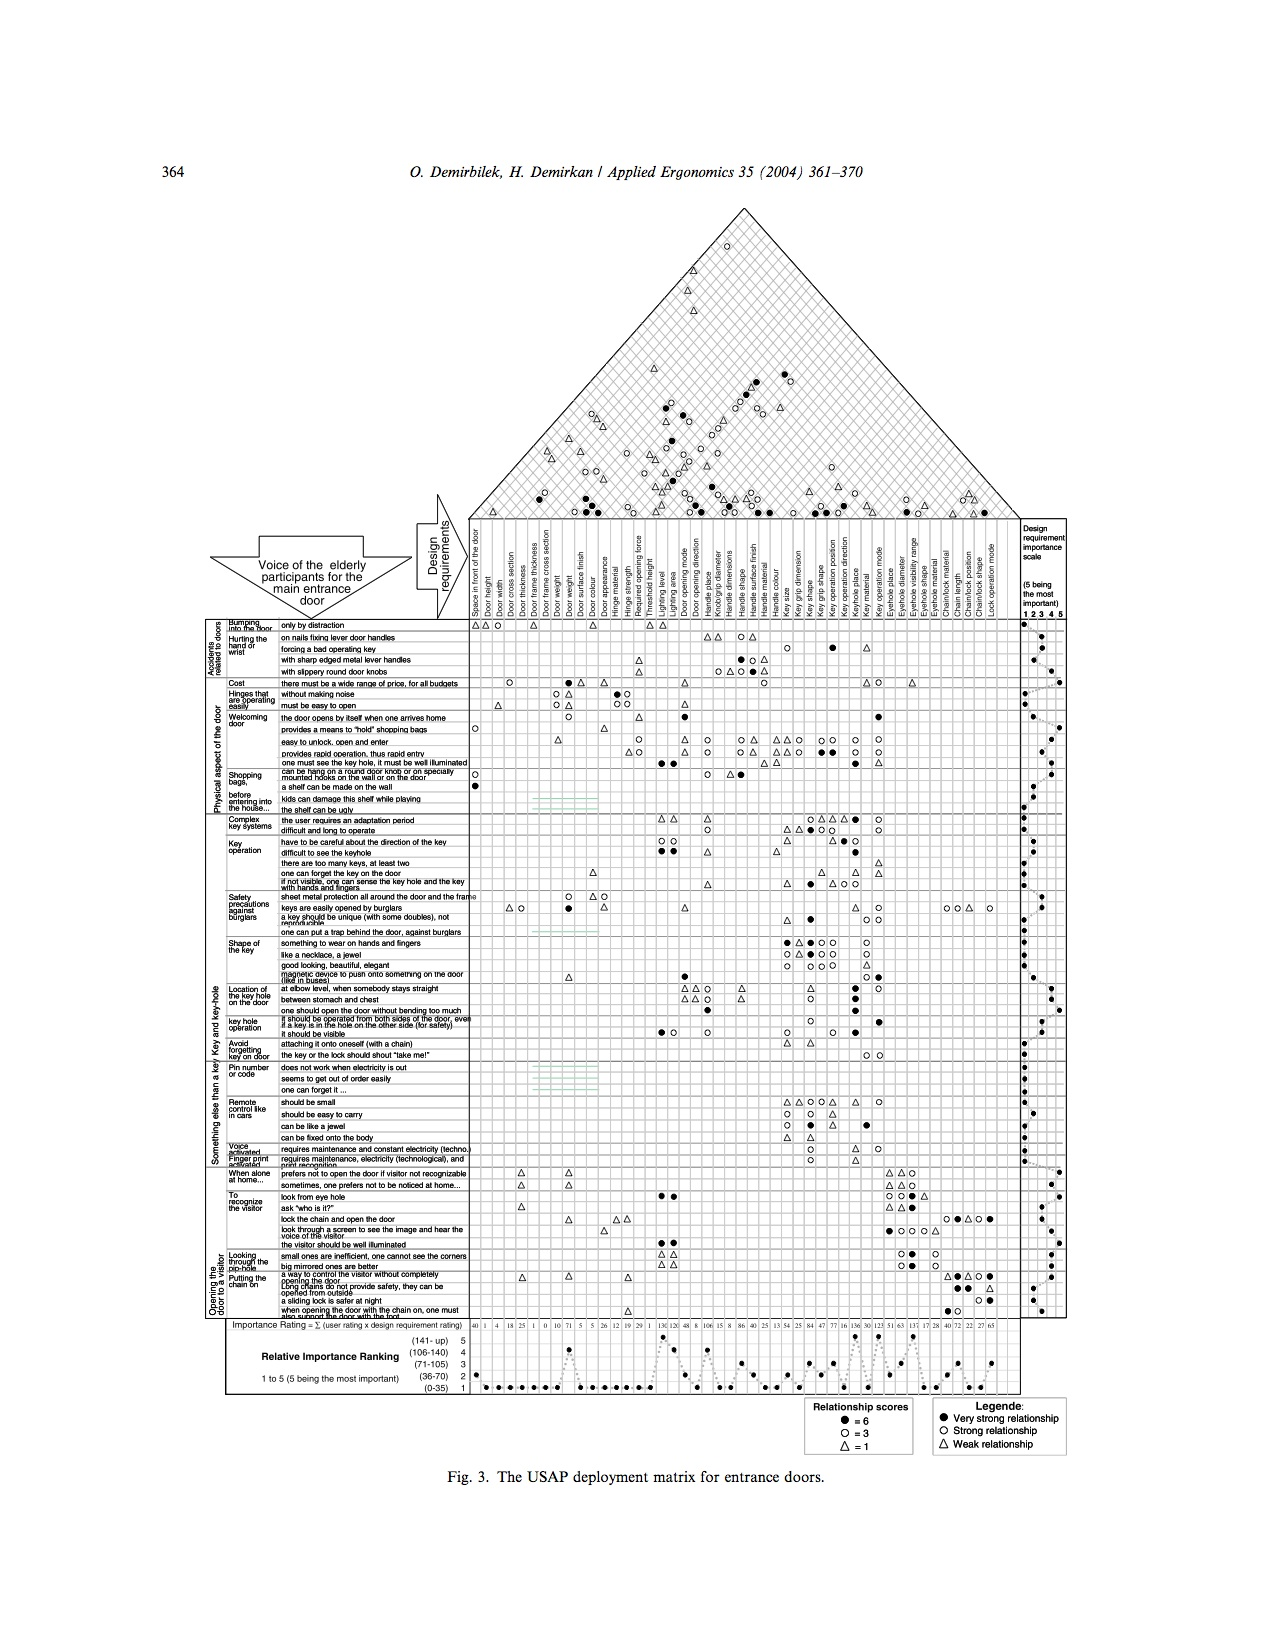 364
O. Demirbilek, H. Demirkan / Applied Ergonomics 35 (2004) 361–370
Voice of the elderly
participants for the
main entrance
door
Design
requirements
Space in front of the door
Door height
Door width
Door cross section
Door thickness
Door frame thickness
Door frame cross section
Door weight
Door weight
Door surface finish
Door colour
Door appearance
Hinge material
Hinge strength
Required opening force
Threshold height
Lighting level
Lighting area
Door opening mode
Door opening direction
Handle place
Knob/grip diameter
Handle dimensions
Handle shape
Handle surface finish
Handle material
Handle colour
Key size
Key grip dimension
Key shape
Key grip shape
Key operation position
Key operation direction
Keyhole place
Key material
Key operation mode
Eyehole place
Eyehole diameter
Eyehole visibility range
Eyehole shape
Eyehole material
Chain/lock material
Chain length
Chain/lock position
Chain/lock shape
Lock operation mode
Design
requirement
importance
scale
(5 being
the most
important)
1 2 3 4 5
Accidents
related to doors
Bumping
into the door
only by distraction
Hurting the
hand or
wrist
on nails fixing lever door handles
forcing a bad operating key
with sharp edged metal lever handles
with slippery round door knobs
Physical aspect of the door
Cost
there must be a wide range of price, for all budgets
Hinges that
are operating
easily
without making noise
must be easy to open
Welcoming
door
the door opens by itself when one arrives home
provides a means to "hold" shopping bags
easy to unlock, open and enter
provides rapid operation, thus rapid entry
one must see the key hole, it must be well illuminated
Shopping
bags,
before
entering into
the house...
can be hang on a round door knob or on specially
mounted hooks on the wall or on the door
a shelf can be made on the wall
kids can damage this shelf while playing
the shelf can be ugly
Key and key-hole
Complex
key systems
the user requires an adaptation period
difficult and long to operate
Key
operation
have to be careful about the direction of the key
difficult to see the keyhole
there are too many keys, at least two
one can forget the key on the door
if not visible, one can sense the key hole and the key
with hands and fingers
Safety
precautions
against
burglars
sheet metal protection all around the door and the frame
keys are easily opened by burglars
a key should be unique (with some doubles), not
reproducible
one can put a trap behind the door, against burglars
Shape of
the key
something to wear on hands and fingers
like a necklace, a jewel
good looking, beautiful, elegant
magnetic device to push onto something on the door
(like in buses)
Location of
the key hole
on the door
at elbow level, when somebody stays straight
between stomach and chest
one should open the door without bending too much
key hole
operation
it should be operated from both sides of the door, even
if a key is in the hole on the other side (for safety)
it should be visible
Avoid
forgetting
key on door
attaching it onto oneself (with a chain)
the key or the lock should shout "take me!"
Something else than a key
Pin number
or code
does not work when electricity is out
seems to get out of order easily
one can forget it ...
Remote
control like
in cars
should be small
should be easy to carry
can be like a jewel
can be fixed onto the body
Voice
activated
requires maintenance and constant electricity (techno.)
Finger print
activated
requires maintenance, electricity (technological), and
print recognition
Opening the
door to a visitor
When alone
at home...
prefers not to open the door if visitor not recognizable
sometimes, one prefers not to be noticed at home...
To
recognize
the visitor
look from eye hole
ask "who is it?"
lock the chain and open the door
look through a screen to see the image and hear the
voice of the visitor
the visitor should be well illuminated
Looking
through the
pip-hole
small ones are inefficient, one cannot see the corners
big mirrored ones are better
Putting the
chain on
a way to control the visitor without completely
opening the door
Long chains do not provide safety, they can be
opened from outside
a sliding lock is safer at night
when opening the door with the chain on, one must
also support the door with the foot
Importance Rating = Σ (user rating x design requirement rating) 40 1 4 18 25 1 0 10 71 5 5 26 12 19 29 1 130 120 48 8 106 15 8 86 40 25 13 54 25 84 47 77 16 136 30 123 51 63 137 17 28 40 72 22 27 65
Relative Importance Ranking
1 to 5 (5 being the most important)
(141- up) 5
(106-140) 4
(71-105) 3
(36-70) 2
(0-35) 1
Relationship scores
● = 6
○ = 3
△ = 1
Legende:
● Very strong relationship
○ Strong relationship
△ Weak relationship
Fig. 3. The USAP deployment matrix for entrance doors.